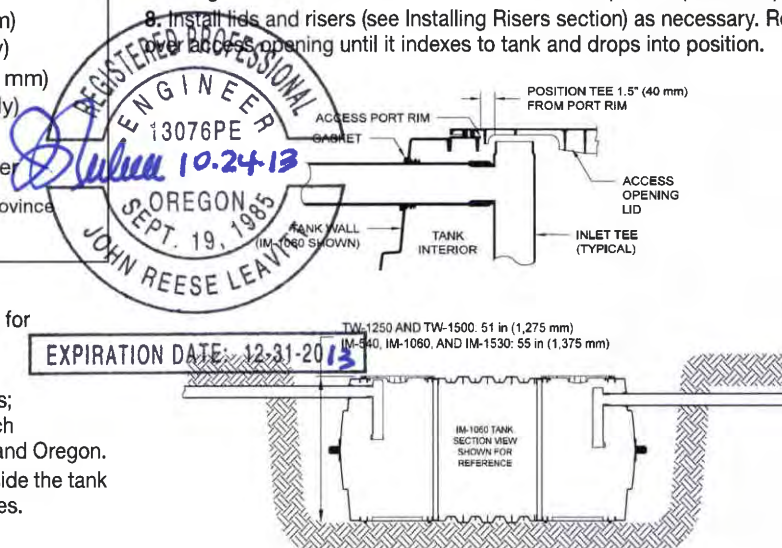 m)
y)
mm)
ly)
er
ovince
8. Install lids and risers (see Installing Risers section) as necessary.
over access opening until it indexes to tank and drops into position.
REGISTERED PROFESSIONAL
ENGINEER
13076PE
10.24.13
OREGON
SEPT. 19, 1985
JOHN REESE LEAVITT
EXPIRATION DATE: 12-31-2013
POSITION TEE 1.5" (40 mm)
FROM PORT RIM
ACCESS PORT RIM
GASKET
ACCESS
OPENING
LID
TANK WALL
(IM-1060 SHOWN)
TANK
INTERIOR
INLET TEE
(TYPICAL)
for
s;
ch
and Oregon.
side the tank
es.
TW-1250 AND TW-1500: 51 in (1,275 mm)
IM-540, IM-1060, AND IM-1530: 55 in (1,375 mm)
IM-1060 TANK
SECTION VIEW
SHOWN FOR
REFERENCE